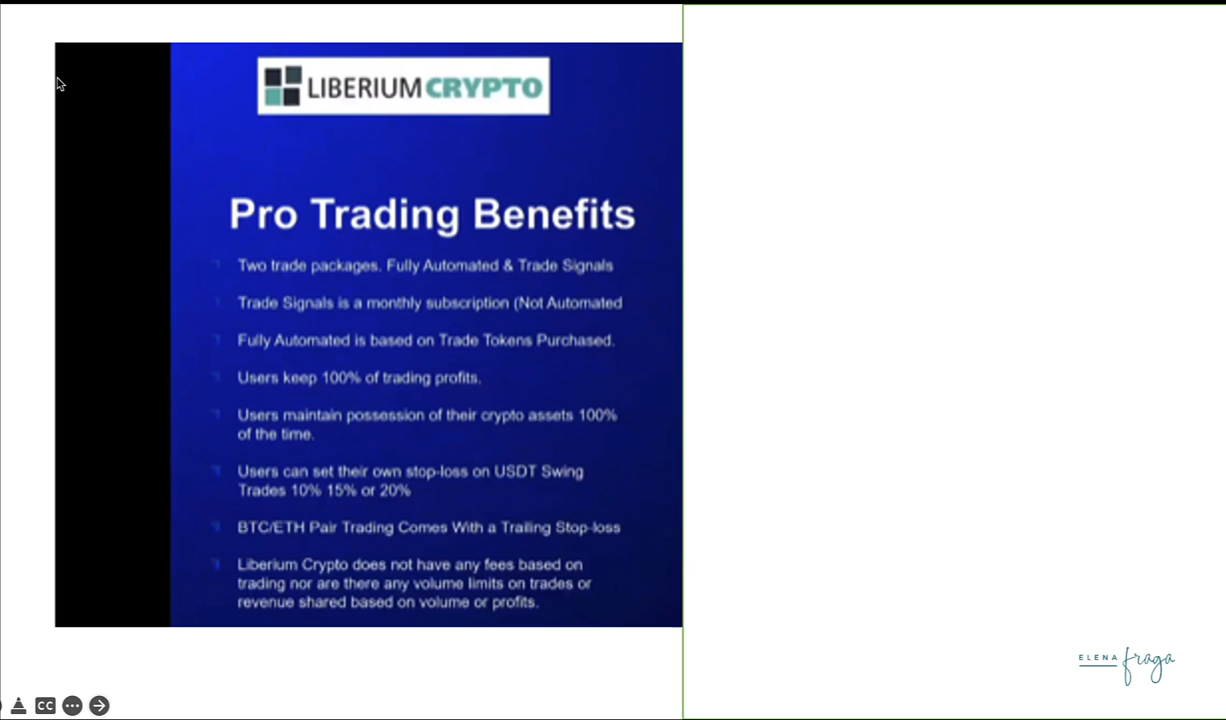 LIBERIUM CRYPTO
Pro Trading Benefits
Two trade packages. Fully Automated & Trade Signals
Trade Signals is a monthly subscription (Not Automated
Fully Automated is based on Trade Tokens Purchased.
Users keep 100% of trading profits.
Users maintain possession of their crypto assets 100%
of the time.
Users can set their own stop-loss on USDT Swing
Trades 10% 15% or 20%
BTC/ETH Pair Trading Comes With a Trailing Stop-loss
Liberium Crypto does not have any fees based on
trading nor are there any volume limits on trades or
revenue shared based on volume or profits.
ELENA fraga
CC